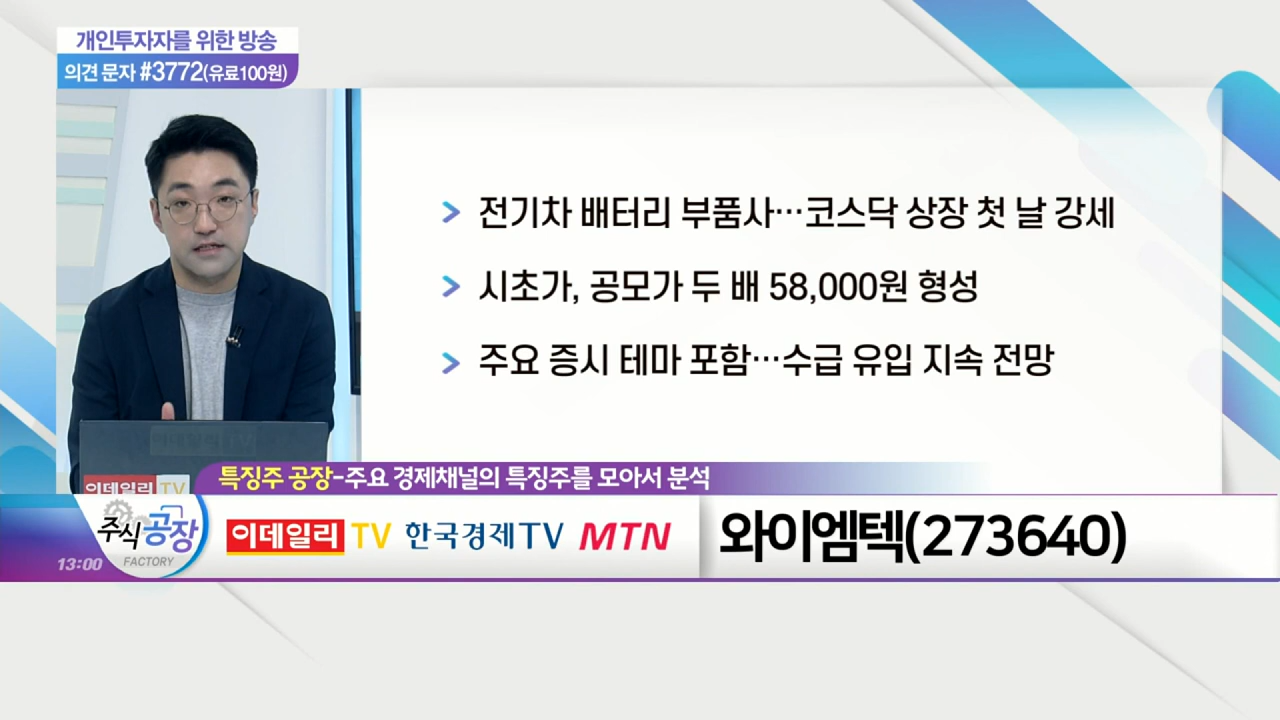 개인투자자를 위한 방송
의견 문자 #3772(유료100원)
> 전기차 배터리 부품사…코스닥 상장 첫 날 강세
> 시초가, 공모가 두 배 58,000원 형성
> 주요 증시 테마 포함…수급 유입 지속 전망
이데일리 TV
특징주 공장-주요 경제채널의 특징주를 모아서 분석
주식공장
FACTORY
13:00
이데일리 TV 한국경제TV MTN
와이엠텍(273640)